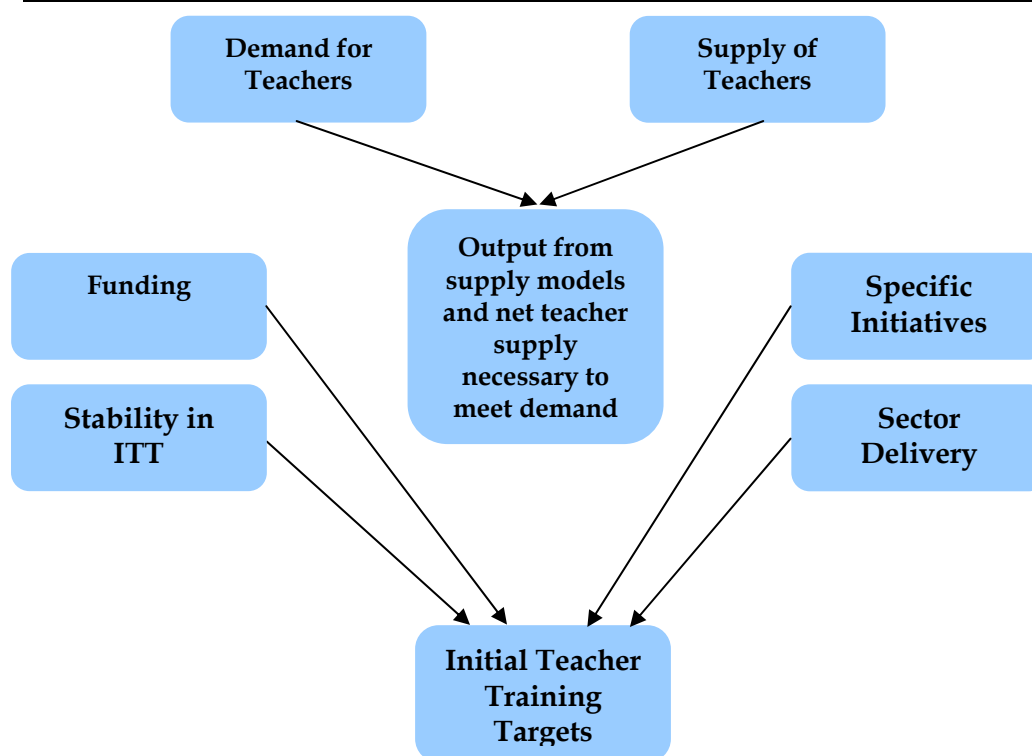 Demand for
Teachers
Supply of
Teachers
Output from
supply models
and net teacher
supply
necessary to
meet demand
Funding
Specific
Initiatives
Stability in
ITT
Sector
Delivery
Initial Teacher
Training
Targets